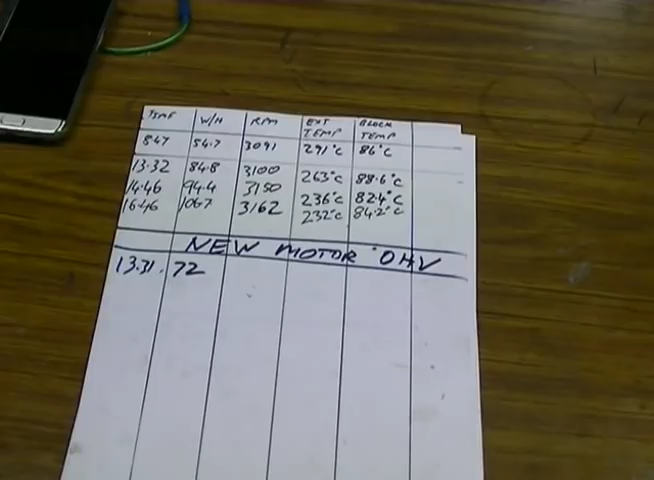 TIME W/H RPM EXT TEMP BLOCK TEMP
847 54.7 3091 291°C 86°C
13.32 84.8 3100 263°C 88.6°C
14.46 94.4 3150 236°C 82.4°C
16.46 106.7 3162 232°C 84.2°C
NEW MOTOR OHV
13.31. 72